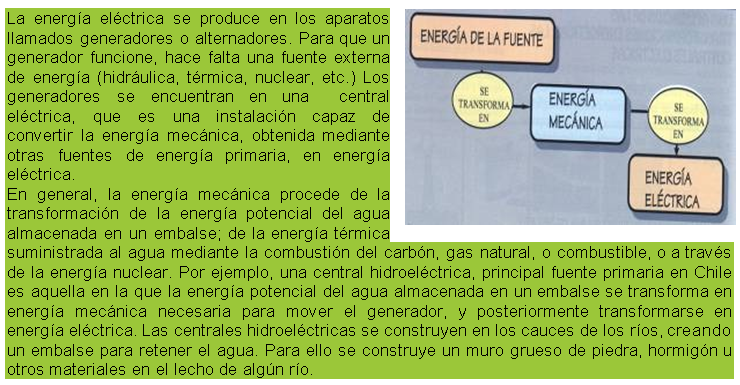 La energía eléctrica se produce en los aparatos
llamados generadores o alternadores. Para que un
generador funcione, hace falta una fuente externa
de energía (hidráulica, térmica, nuclear, etc.) Los
generadores se encuentran en una central
eléctrica, que es una instalación capaz de
convertir la energía mecánica, obtenida mediante
otras fuentes de energía primaria, en energía
eléctrica.
En general, la energía mecánica procede de la
transformación de la energía potencial del agua
almacenada en un embalse; de la energía térmica
suministrada al agua mediante la combustión del carbón, gas natural, o combustible, o a través
de la energía nuclear. Por ejemplo, una central hidroeléctrica, principal fuente primaria en Chile
es aquella en la que la energía potencial del agua almacenada en un embalse se transforma en
energía mecánica necesaria para mover el generador, y posteriormente transformarse en
energía eléctrica. Las centrales hidroeléctricas se construyen en los cauces de los ríos, creando
un embalse para retener el agua. Para ello se construye un muro grueso de piedra, hormigón u
otros materiales en el lecho de algún río.
ENERGÍA DE LA FUENTE
SE
TRANSFORMA
EN
ENERGÍA
MECÁNICA
SE
TRANSFORMA
EN
ENERGÍA
ELÉCTRICA